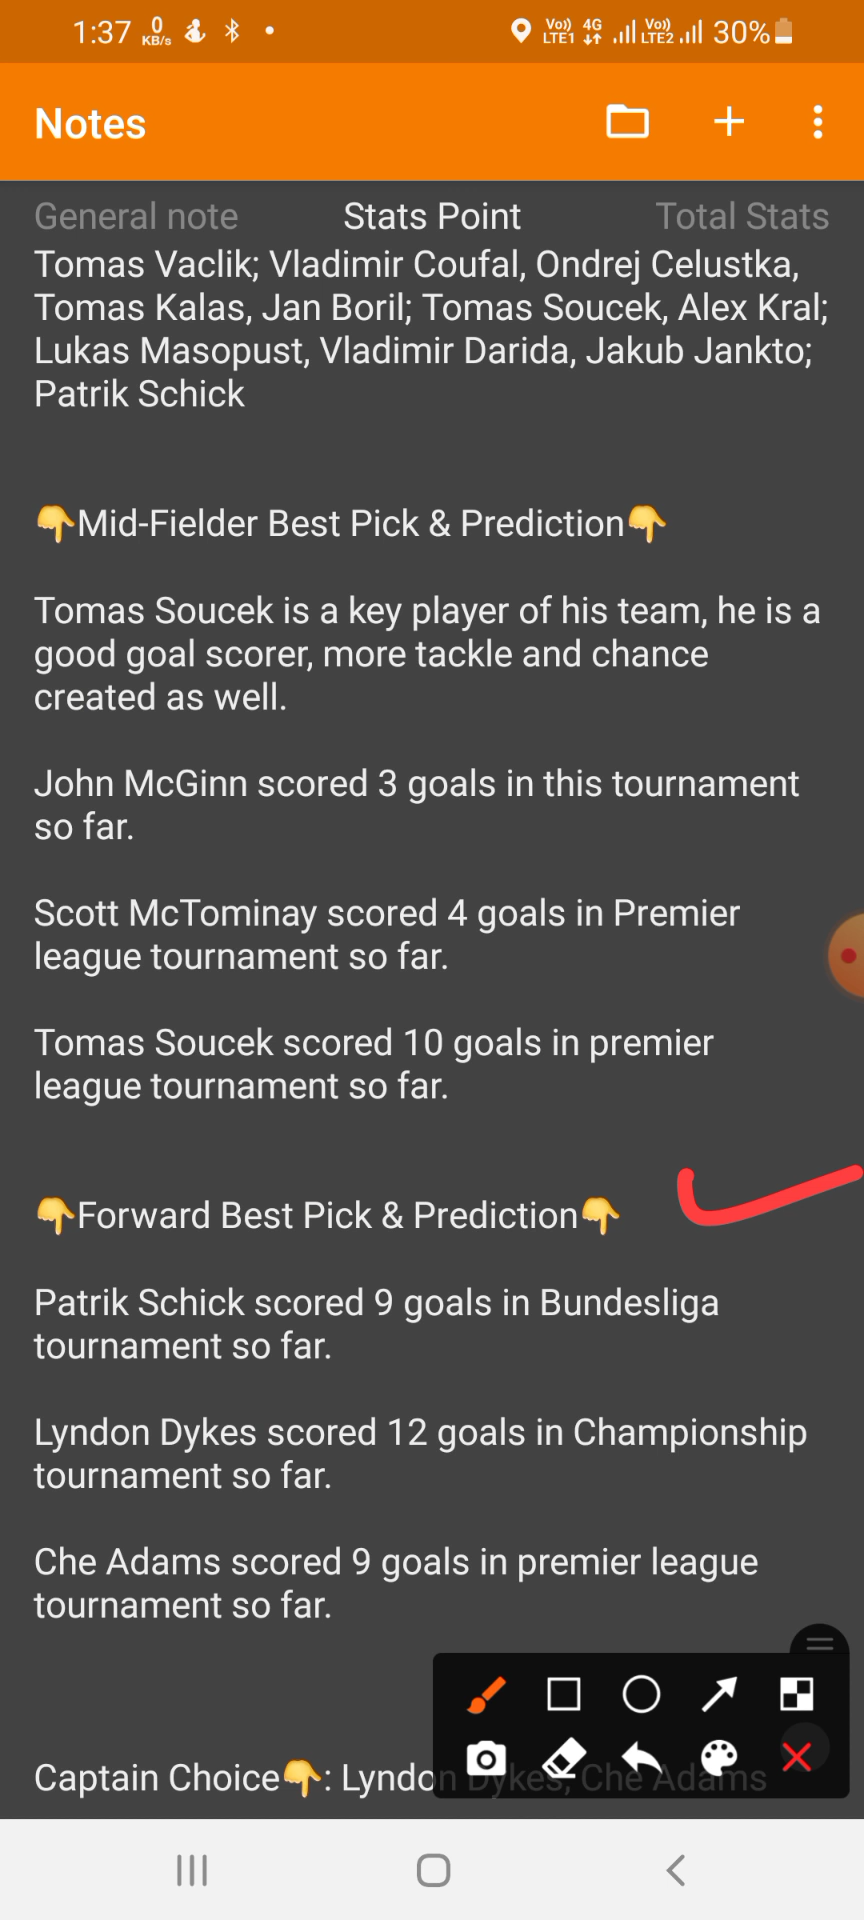 1:37 0 KB/s Vo)) LTE1 4G Vo)) LTE2 30%
Notes
General note Stats Point Total Stats
Tomas Vaclik; Vladimir Coufal, Ondrej Celustka,
Tomas Kalas, Jan Boril; Tomas Soucek, Alex Kral;
Lukas Masopust, Vladimir Darida, Jakub Jankto;
Patrik Schick
👇Mid-Fielder Best Pick & Prediction👇
Tomas Soucek is a key player of his team, he is a
good goal scorer, more tackle and chance
created as well.
John McGinn scored 3 goals in this tournament
so far.
Scott McTominay scored 4 goals in Premier
league tournament so far.
Tomas Soucek scored 10 goals in premier
league tournament so far.
👇Forward Best Pick & Prediction👇
Patrik Schick scored 9 goals in Bundesliga
tournament so far.
Lyndon Dykes scored 12 goals in Championship
tournament so far.
Che Adams scored 9 goals in premier league
tournament so far.
Captain Choice👇: Lyndon Dykes, Che Adams